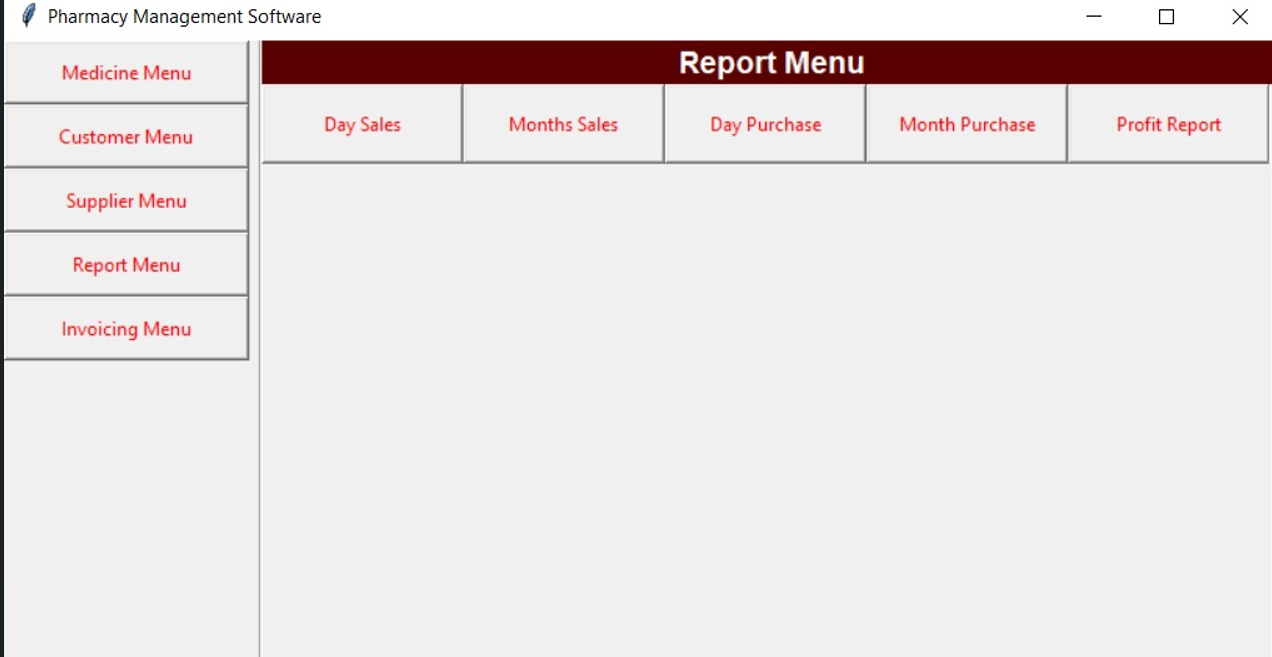 Pharmacy Management Software
Medicine Menu
Customer Menu
Supplier Menu
Report Menu
Invoicing Menu
Report Menu
Day Sales Months Sales Day Purchase Month Purchase Profit Report